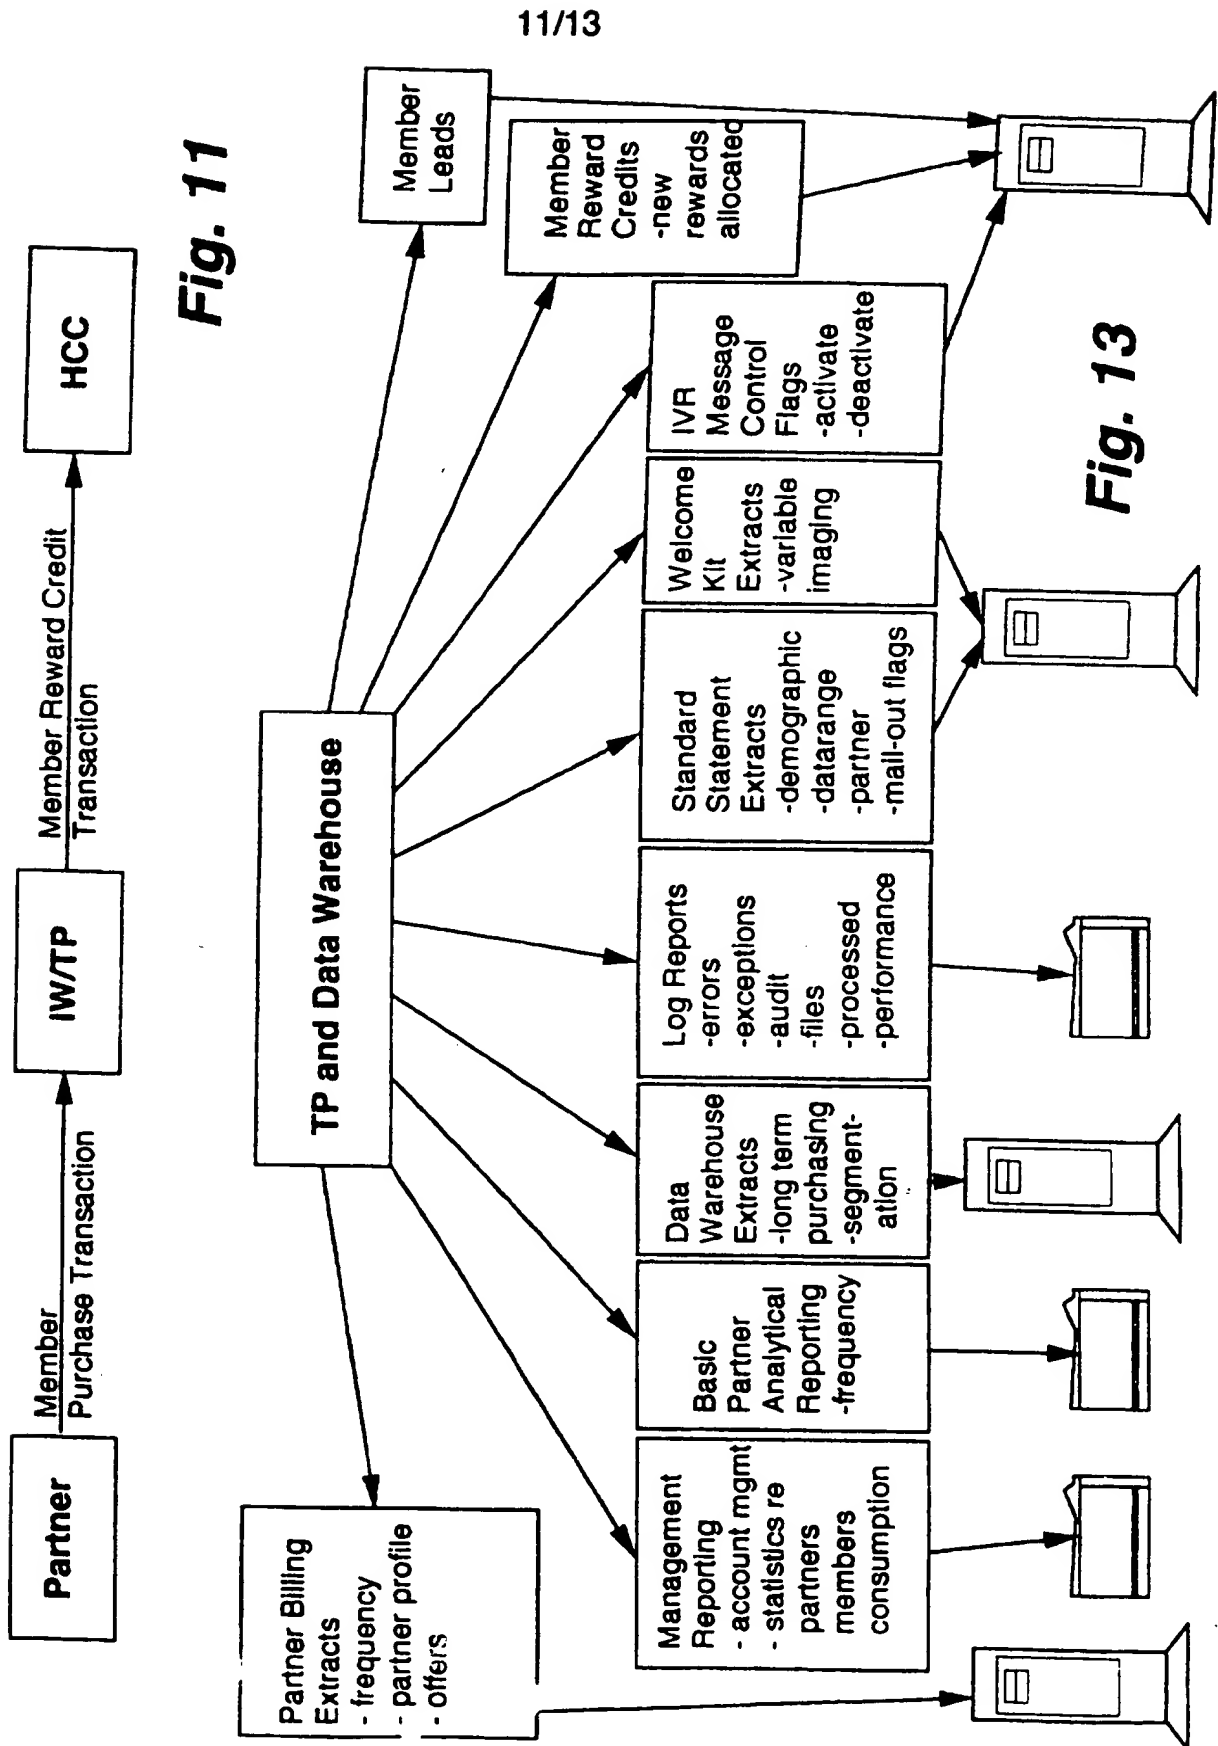 11/13
Partner
Member
Purchase Transaction
IW/TP
Member Reward Credit
Transaction
HCC
Fig. 11
TP and Data Warehouse
Partner Billing
Extracts
- frequency
- partner profile
- offers
Management
Reporting
- account mgmt
- statistics re
partners
members
consumption
Basic
Partner
Analytical
Reporting
-frequency
Data
Warehouse
Extracts
-long term
purchasing
-segment-
ation
Log Reports
-errors
-exceptions
-audit
-files
-processed
-performance
Standard
Statement
Extracts
-demographic
-datarange
-partner
-mail-out flags
Welcome
Kit
Extracts
-variable
imaging
IVR
Message
Control
Flags
-activate
-deactivate
Member
Reward
Credits
-new
rewards
allocated
Member
Leads
Fig. 13